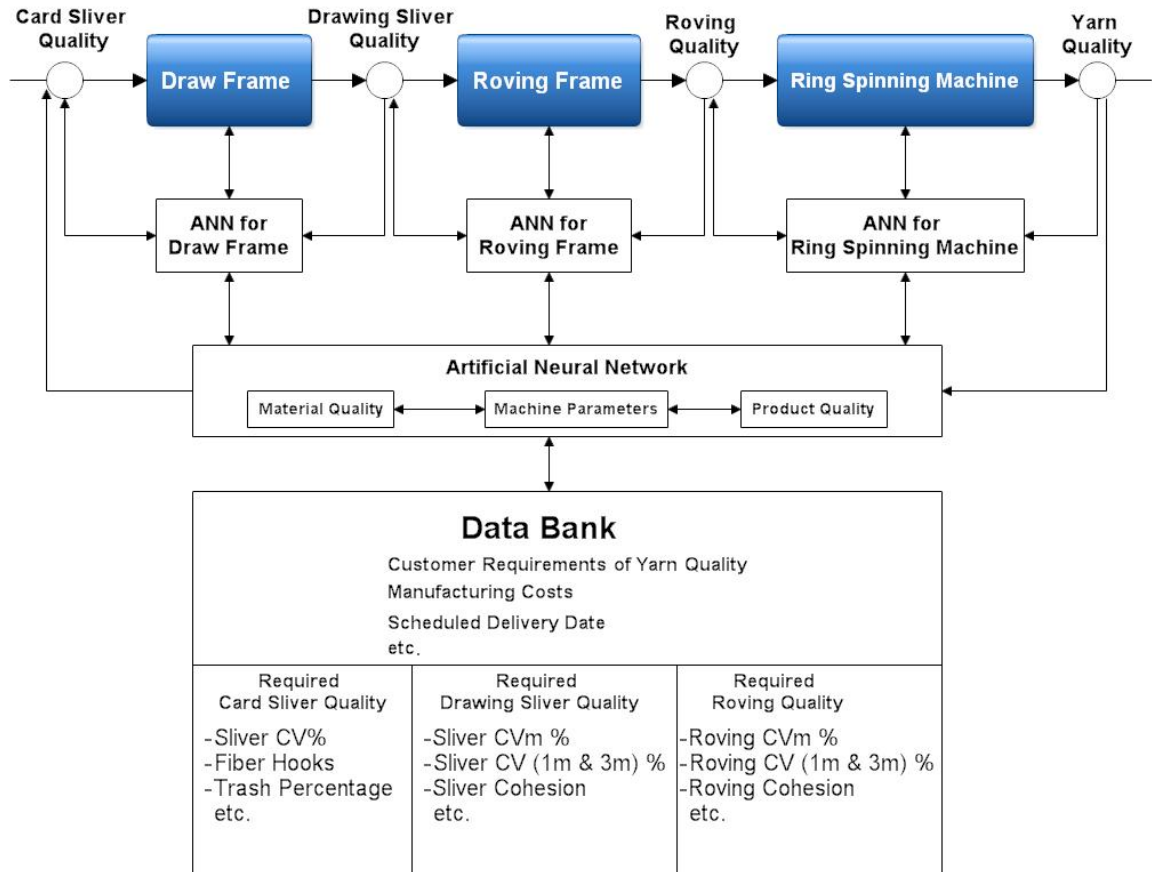 Card Sliver
Quality
Drawing Sliver
Quality
Roving
Quality
Yarn
Quality
Draw Frame
Roving Frame
Ring Spinning Machine
ANN for
Draw Frame
ANN for
Roving Frame
ANN for
Ring Spinning Machine
Artificial Neural Network
Material Quality
Machine Parameters
Product Quality
Data Bank
Customer Requirements of Yarn Quality
Manufacturing Costs
Scheduled Delivery Date
etc.
Required
Card Sliver Quality
-Sliver CV%
-Fiber Hooks
-Trash Percentage
etc.
Required
Drawing Sliver Quality
-Sliver CVm %
-Sliver CV (1m & 3m) %
-Sliver Cohesion
etc.
Required
Roving Quality
-Roving CVm %
-Roving CV (1m & 3m) %
-Roving Cohesion
etc.